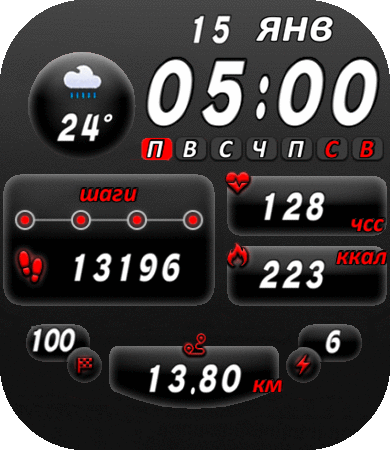 15 янв
05:00
24°
П В С Ч П С В
шаги
13196
128
чсс
ккал
223
100
6
13,80 км